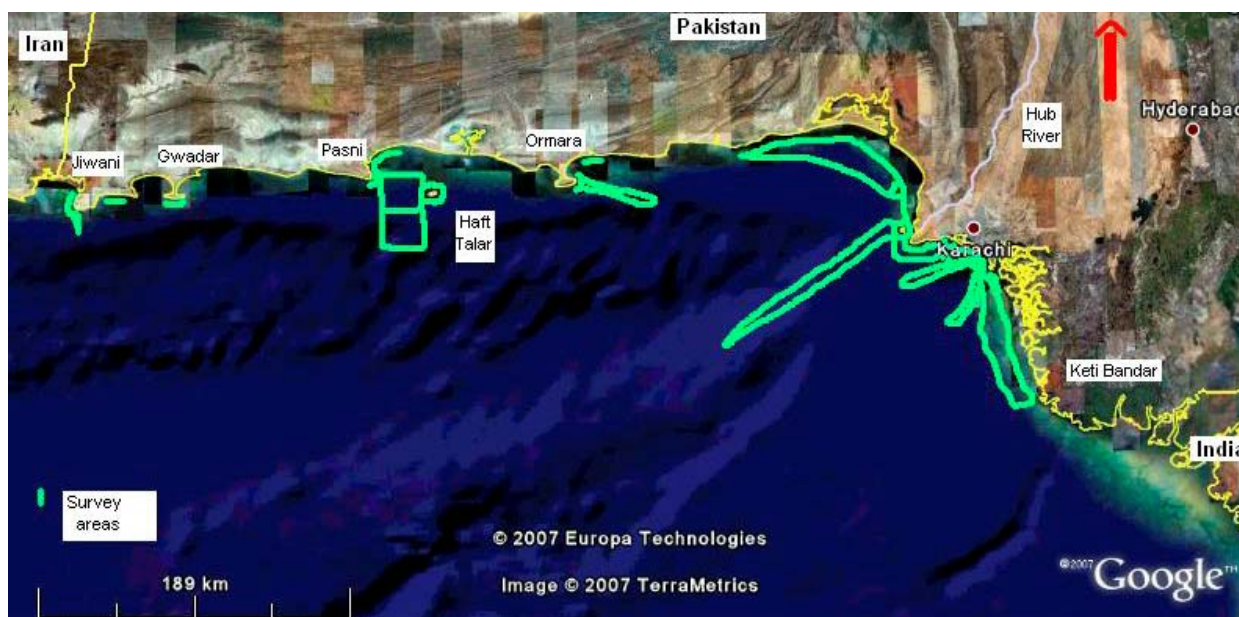 Pakistan
Iran
Hub
River
Hyderabad
Jiwani
Gwadar
Pasni
Ormara
Haft
Talar
Karachi
Keti Bandar
India
Survey
areas
© 2007 Europa Technologies
189 km
Image © 2007 TerraMetrics
©2007 Google™